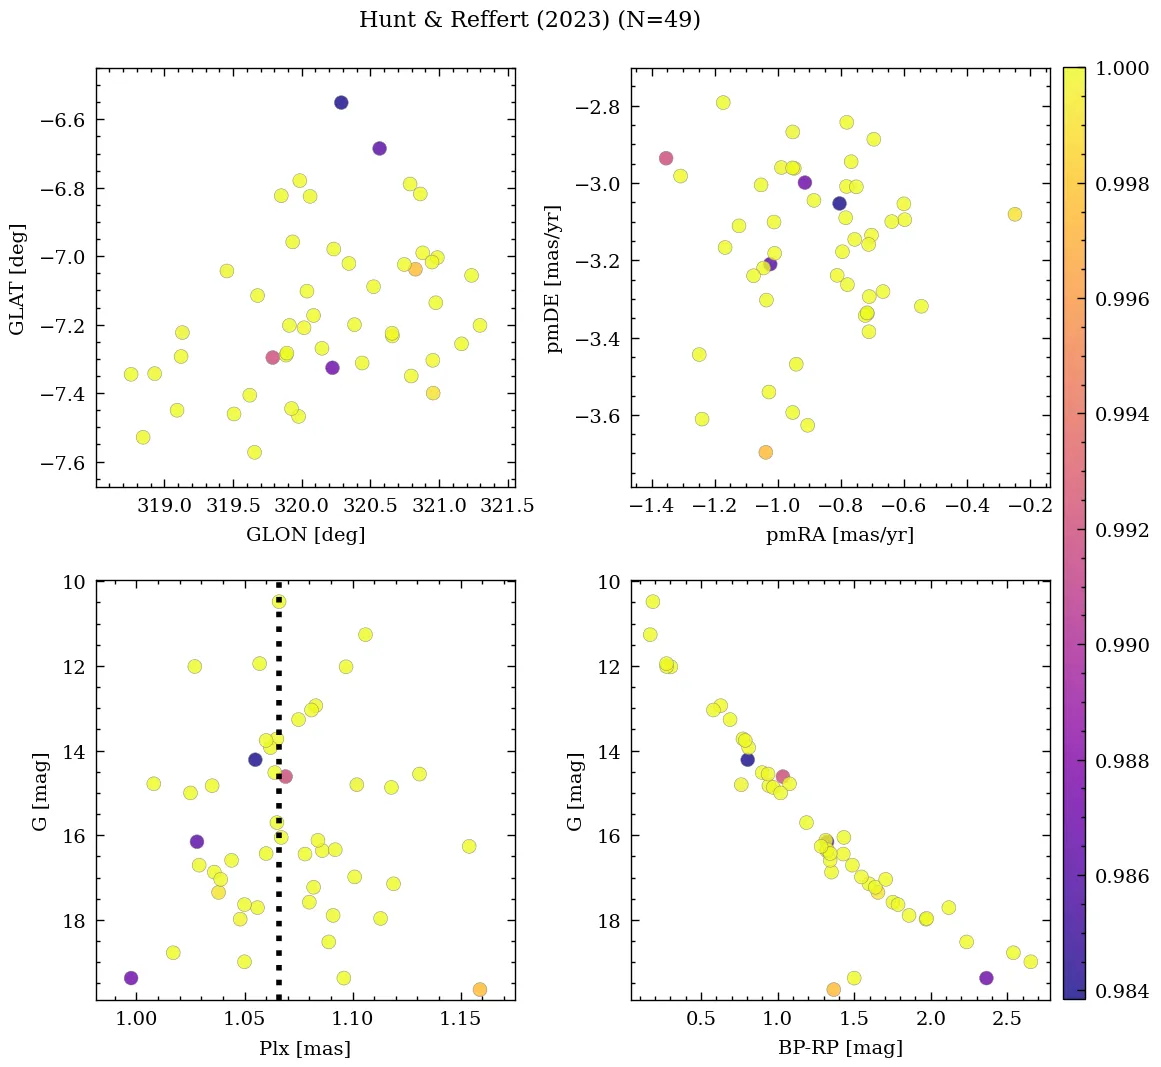 Hunt & Reffert (2023) (N=49)
−6.6
−6.8
−7.0
−7.2
−7.4
−7.6
GLAT [deg]
319.0 319.5 320.0 320.5 321.0 321.5
GLON [deg]
−2.8
−3.0
−3.2
−3.4
−3.6
pmDE [mas/yr]
−1.4 −1.2 −1.0 −0.8 −0.6 −0.4 −0.2
pmRA [mas/yr]
10
12
14
16
18
G [mag]
1.00 1.05 1.10 1.15
Plx [mas]
10
12
14
16
18
G [mag]
0.5 1.0 1.5 2.0 2.5
BP-RP [mag]
1.000
0.998
0.996
0.994
0.992
0.990
0.988
0.986
0.984